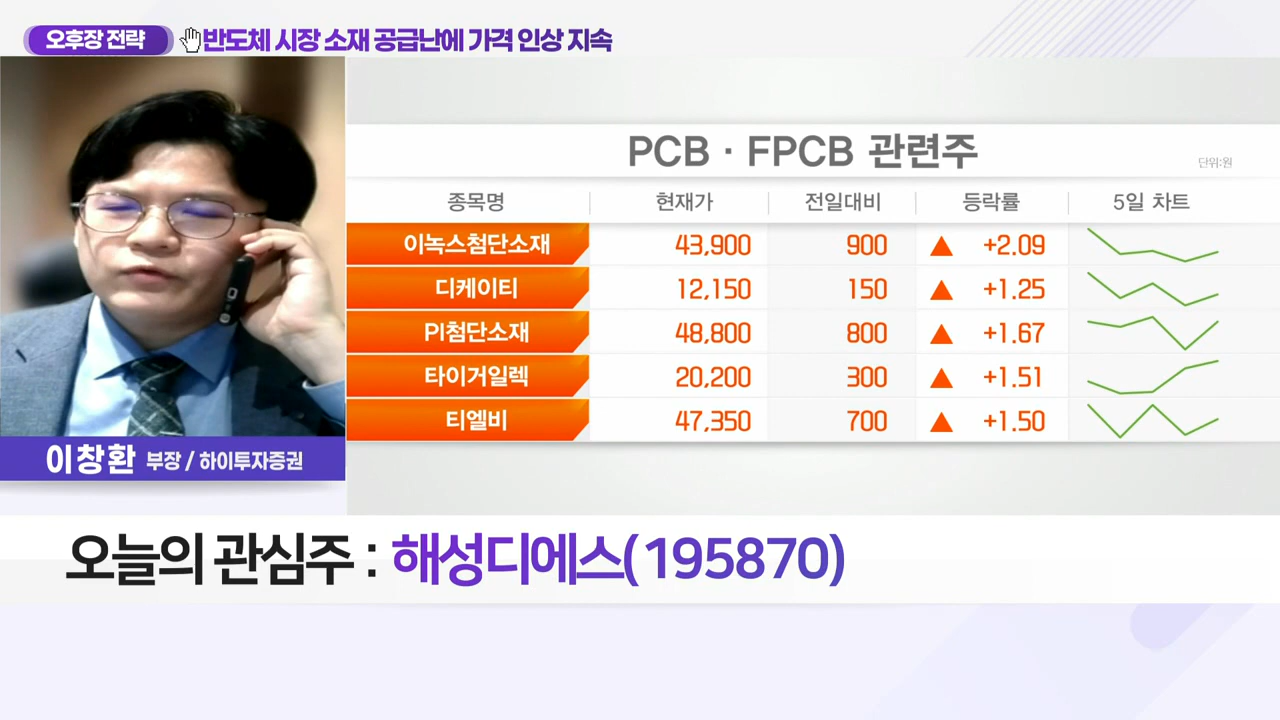 오후장 전략
반도체 시장 소재 공급난에 가격 인상 지속
PCB · FPCB 관련주
단위:원
종목명 현재가 전일대비 등락률 5일 차트
이녹스첨단소재 43,900 900 ▲ +2.09
디케이티 12,150 150 ▲ +1.25
PI첨단소재 48,800 800 ▲ +1.67
타이거일렉 20,200 300 ▲ +1.51
티엘비 47,350 700 ▲ +1.50
이창환 부장 / 하이투자증권
오늘의 관심주 : 해성디에스(195870)